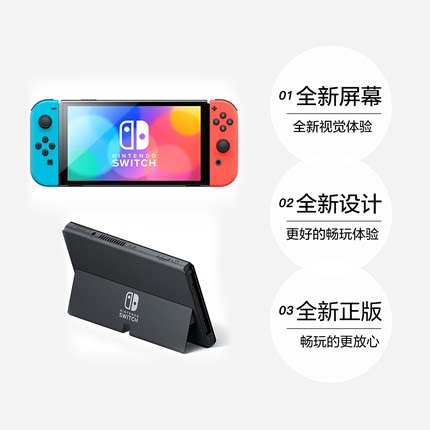 NINTENDO
SWITCH
01 全新屏幕
全新视觉体验
02 全新设计
更好的畅玩体验
NINTENDO
SWITCH
03 全新正版
畅玩的更放心